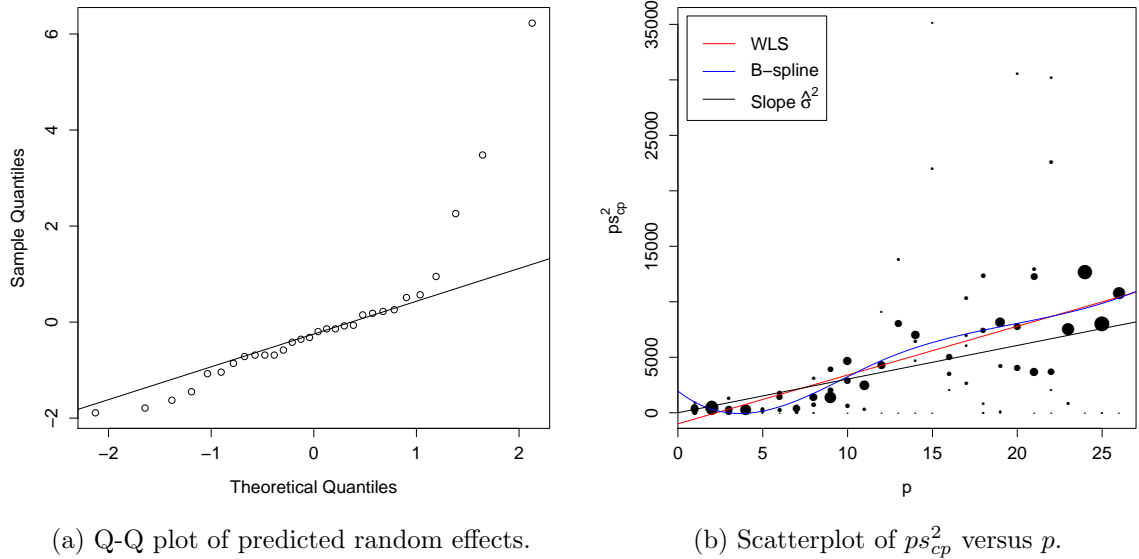 Sample Quantiles
6
4
2
0
−2
−2 −1 0 1 2
Theoretical Quantiles
(a) Q-Q plot of predicted random effects.
WLS
B−spline
Slope σ̂²
ps²cp
35000
25000
15000
5000
0
0 5 10 15 20 25
p
(b) Scatterplot of ps²cp versus p.